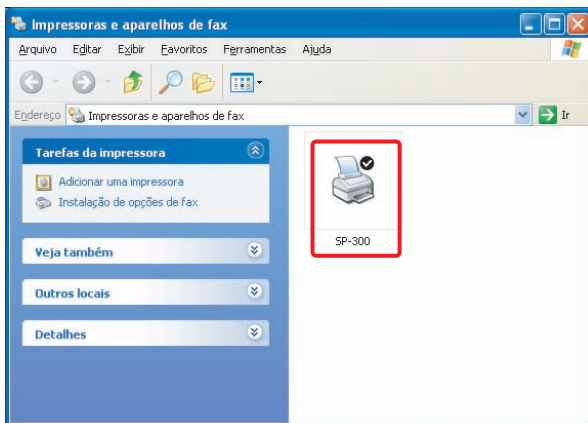 Impressoras e aparelhos de fax
Arquivo Editar Exibir Favoritos Ferramentas Ajuda
Endereço Impressoras e aparelhos de fax Ir
Tarefas da impressora
Adicionar uma impressora
Instalação de opções de fax
Veja também
Outros locais
Detalhes
SP-300